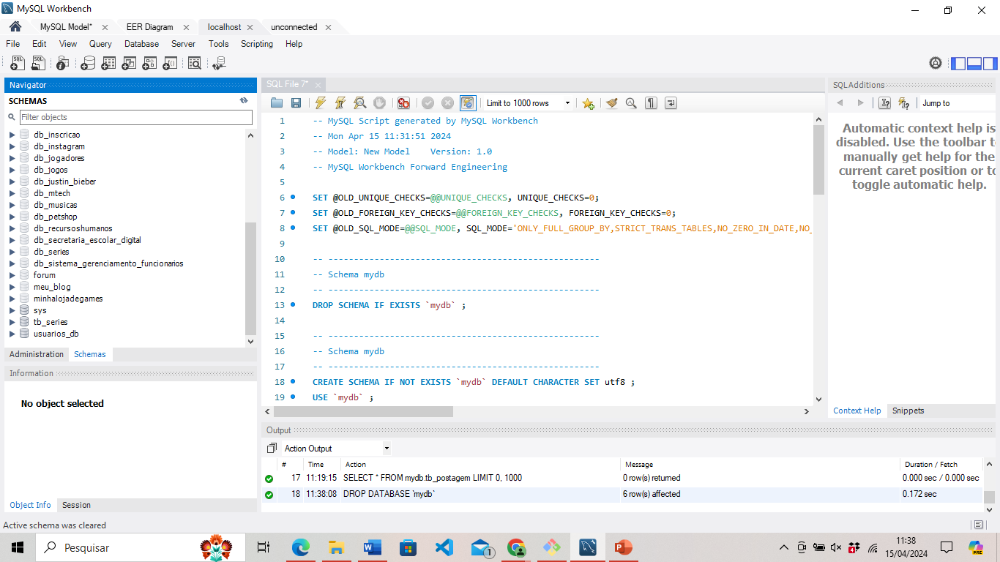 MySQL Workbench
MySQL Model*
EER Diagram
localhost
unconnected
File Edit View Query Database Server Tools Scripting Help
Navigator
SCHEMAS
Filter objects
db_inscricao
db_instagram
db_jogadores
db_jogos
db_justin_bieber
db_mtech
db_musicas
db_petshop
db_recursoshumanos
db_secretaria_escolar_digital
db_series
db_sistema_gerenciamento_funcionarios
forum
meu_blog
minhalojadegames
sys
tb_series
usuarios_db
Administration Schemas
Information
No object selected
Object Info Session
SQL File 7*
Limit to 1000 rows
1 -- MySQL Script generated by MySQL Workbench
2 -- Mon Apr 15 11:31:51 2024
3 -- Model: New Model    Version: 1.0
4 -- MySQL Workbench Forward Engineering
5
6 SET @OLD_UNIQUE_CHECKS=@@UNIQUE_CHECKS, UNIQUE_CHECKS=0;
7 SET @OLD_FOREIGN_KEY_CHECKS=@@FOREIGN_KEY_CHECKS, FOREIGN_KEY_CHECKS=0;
8 SET @OLD_SQL_MODE=@@SQL_MODE, SQL_MODE='ONLY_FULL_GROUP_BY,STRICT_TRANS_TABLES,NO_ZERO_IN_DATE,NO_
9
10 -- -----------------------------------------------------
11 -- Schema mydb
12 -- -----------------------------------------------------
13 DROP SCHEMA IF EXISTS `mydb` ;
14
15 -- -----------------------------------------------------
16 -- Schema mydb
17 -- -----------------------------------------------------
18 CREATE SCHEMA IF NOT EXISTS `mydb` DEFAULT CHARACTER SET utf8 ;
19 USE `mydb` ;
SQLAdditions
Jump to
Automatic context help is
disabled. Use the toolbar t
manually get help for the
current caret position or to
toggle automatic help.
Context Help Snippets
Output
Action Output
# Time Action Message Duration / Fetch
17 11:19:15 SELECT * FROM mydb.tb_postagem LIMIT 0, 1000 0 row(s) returned 0.000 sec / 0.000 sec
18 11:38:08 DROP DATABASE `mydb` 6 row(s) affected 0.172 sec
Active schema was cleared
Pesquisar
1
4
11:38
15/04/2024
PRE